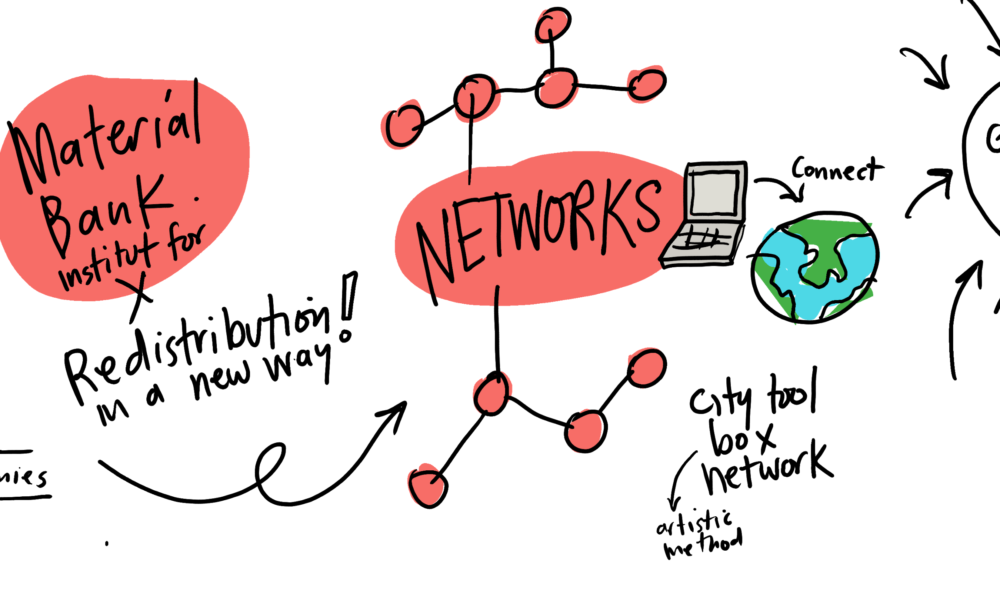 Material
Bank.
institut for
X
Redistribution!
in a new way
NETWORKS
Connect
City tool
box
network
artistic
method